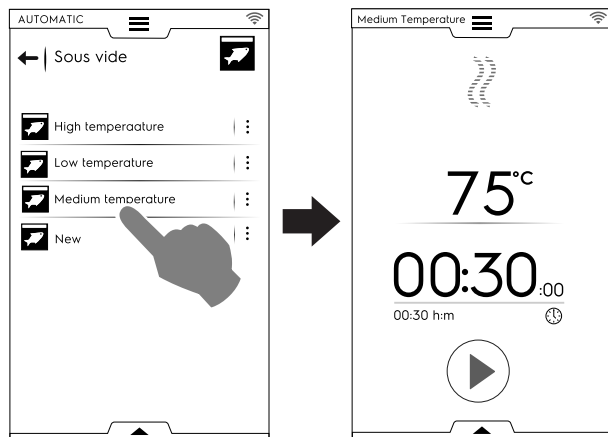 AUTOMATIC
Sous vide
High temperaature
Low temperature
Medium temperature
New
Medium Temperature
75°C
00:30:00
00:30 h:m